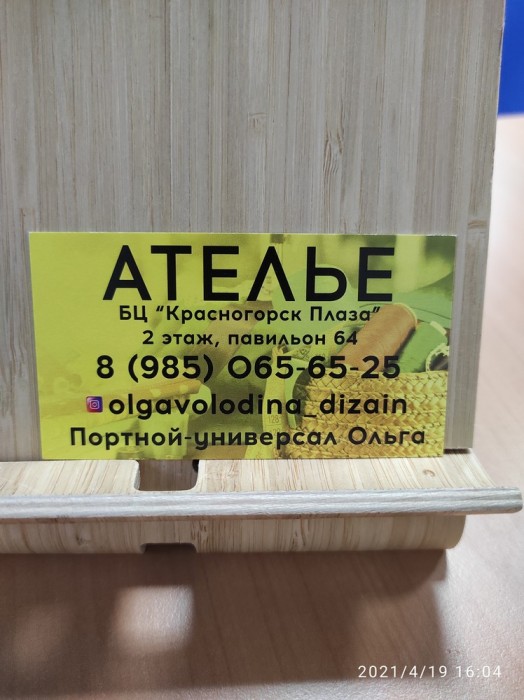 АТЕЛЬЕ
БЦ “Красногорск Плаза”
2 этаж, павильон 64
8 (985) 065-65-25
olgavolodina_dizain
Портной-универсал Ольга
2021/4/19 16:04